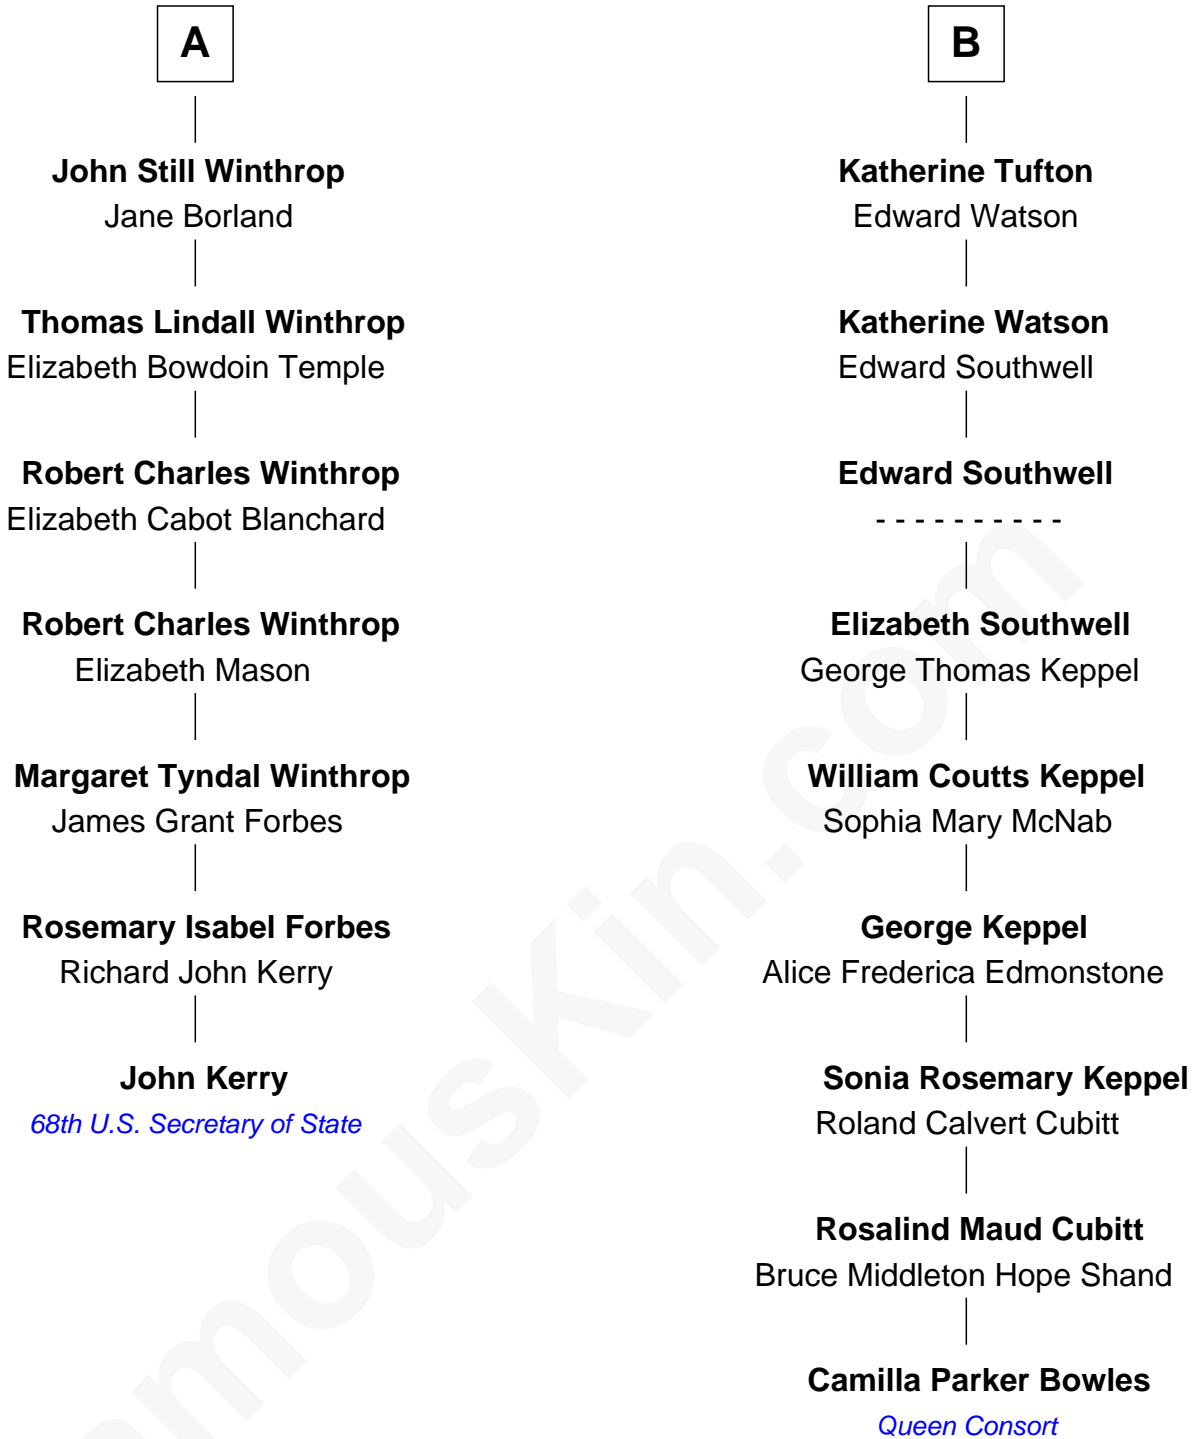 A
John Still Winthrop
Jane Borland
Thomas Lindall Winthrop
Elizabeth Bowdoin Temple
Robert Charles Winthrop
Elizabeth Cabot Blanchard
Robert Charles Winthrop
Elizabeth Mason
Margaret Tyndal Winthrop
James Grant Forbes
Rosemary Isabel Forbes
Richard John Kerry
John Kerry
68th U.S. Secretary of State
B
Katherine Tufton
Edward Watson
Katherine Watson
Edward Southwell
Edward Southwell
- - - - - - - - - -
Elizabeth Southwell
George Thomas Keppel
William Coutts Keppel
Sophia Mary McNab
George Keppel
Alice Frederica Edmonstone
Sonia Rosemary Keppel
Roland Calvert Cubitt
Rosalind Maud Cubitt
Bruce Middleton Hope Shand
Camilla Parker Bowles
Queen Consort
amouskin.com